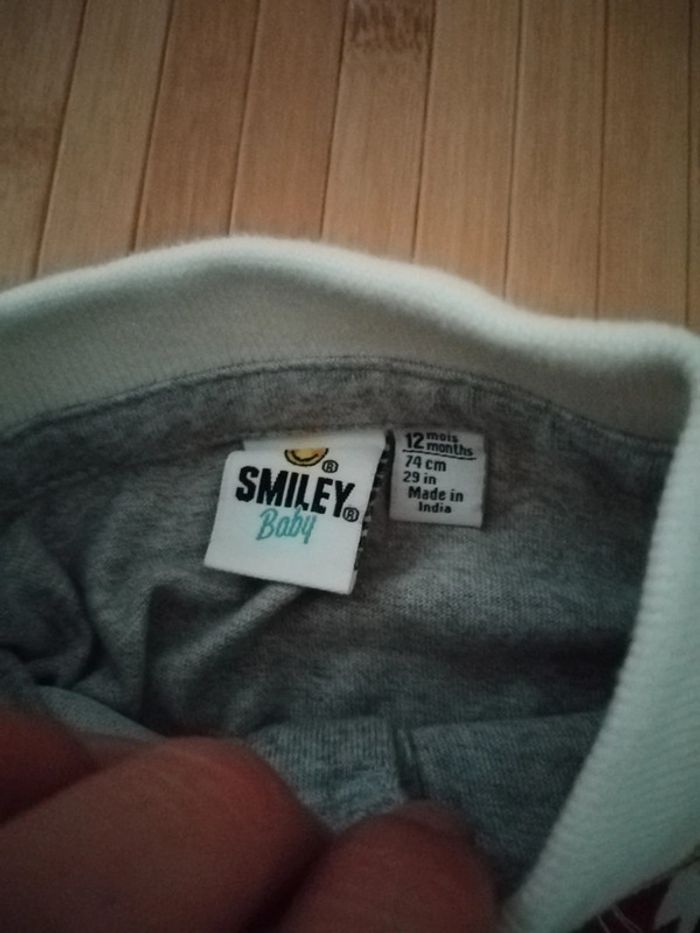 ®
SMILEY®
Baby
12 mois
months
74 cm
29 in
Made in
India